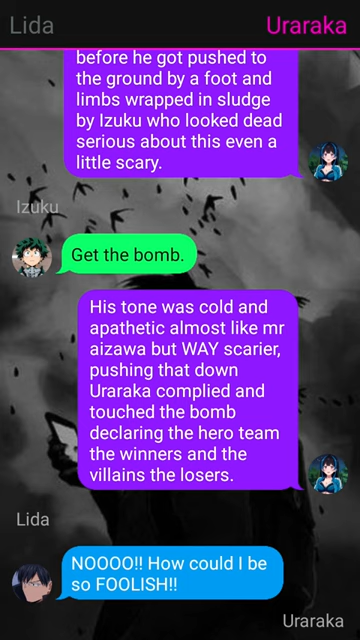 Lida
Uraraka
before he got pushed to
the ground by a foot and
limbs wrapped in sludge
by Izuku who looked dead
serious about this even a
little scary.
Izuku
Get the bomb.
His tone was cold and
apathetic almost like mr
aizawa but WAY scarier,
pushing that down
Uraraka complied and
touched the bomb
declaring the hero team
the winners and the
villains the losers.
Lida
NOOOO!! How could I be
so FOOLISH!!
Uraraka